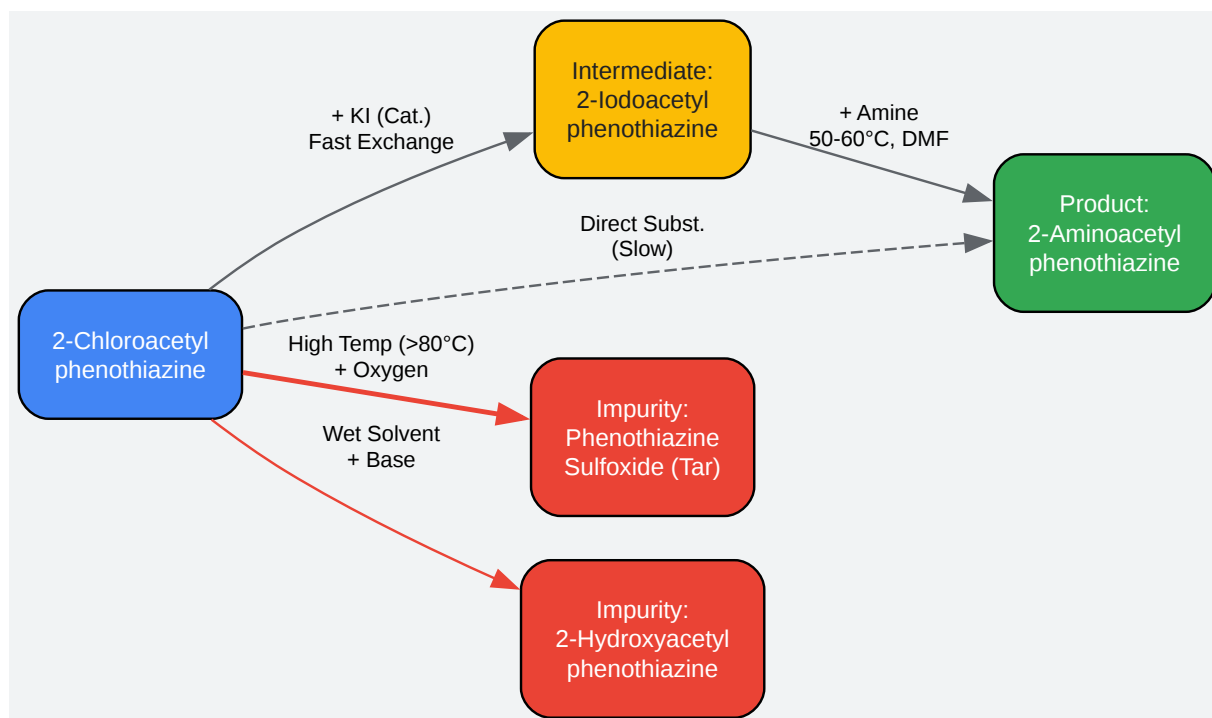 Intermediate:
2-Iodoacetyl
phenothiazine
+ KI (Cat.)
Fast Exchange
+ Amine
50-60°C, DMF
Product:
2-Aminoacetyl
phenothiazine
Direct Subst.
(Slow)
2-Chloroacetyl
phenothiazine
High Temp (>80°C)
+ Oxygen
Impurity:
Phenothiazine
Sulfoxide (Tar)
Wet Solvent
+ Base
Impurity:
2-Hydroxyacetyl
phenothiazine